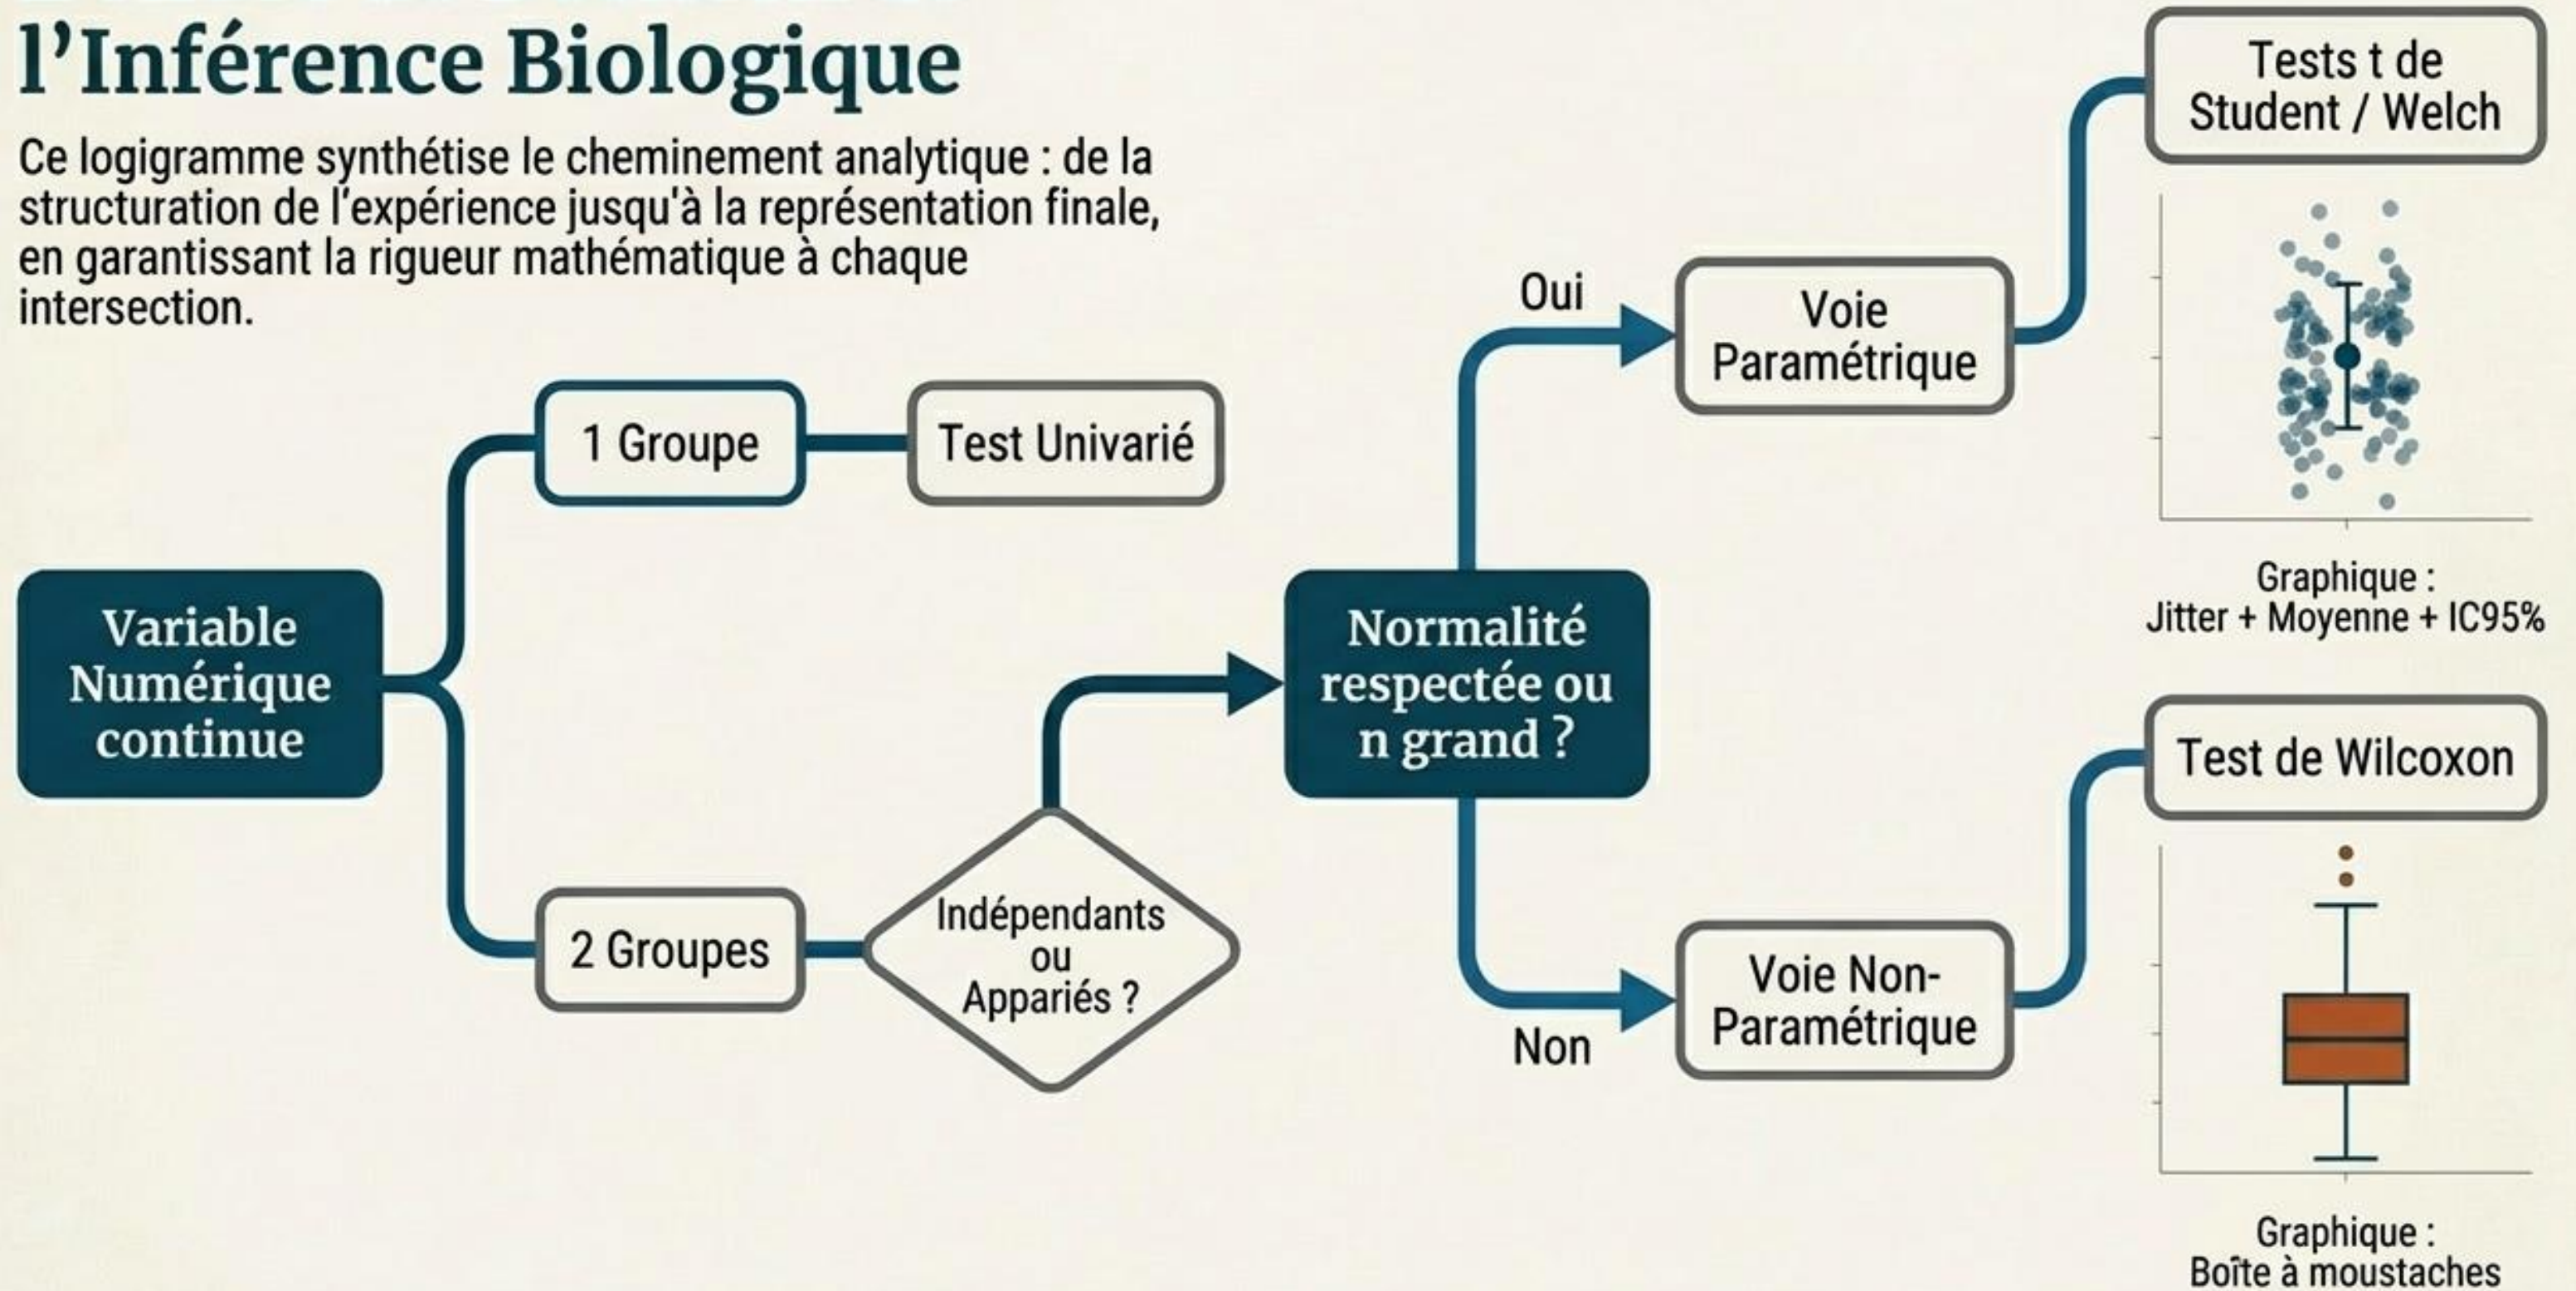 l’Inférence Biologique
Ce logigramme synthétise le cheminement analytique : de la
structuration de l'expérience jusqu'à la représentation finale,
en garantissant la rigueur mathématique à chaque
intersection.
Variable
Numérique
continue
1 Groupe
Test Univarié
2 Groupes
Indépendants
ou
Appariés ?
Normalité
respectée ou
n grand ?
Oui
Voie
Paramétrique
Tests t de
Student / Welch
Graphique :
Jitter + Moyenne + IC95%
Non
Voie Non-
Paramétrique
Test de Wilcoxon
Graphique :
Boîte à moustaches